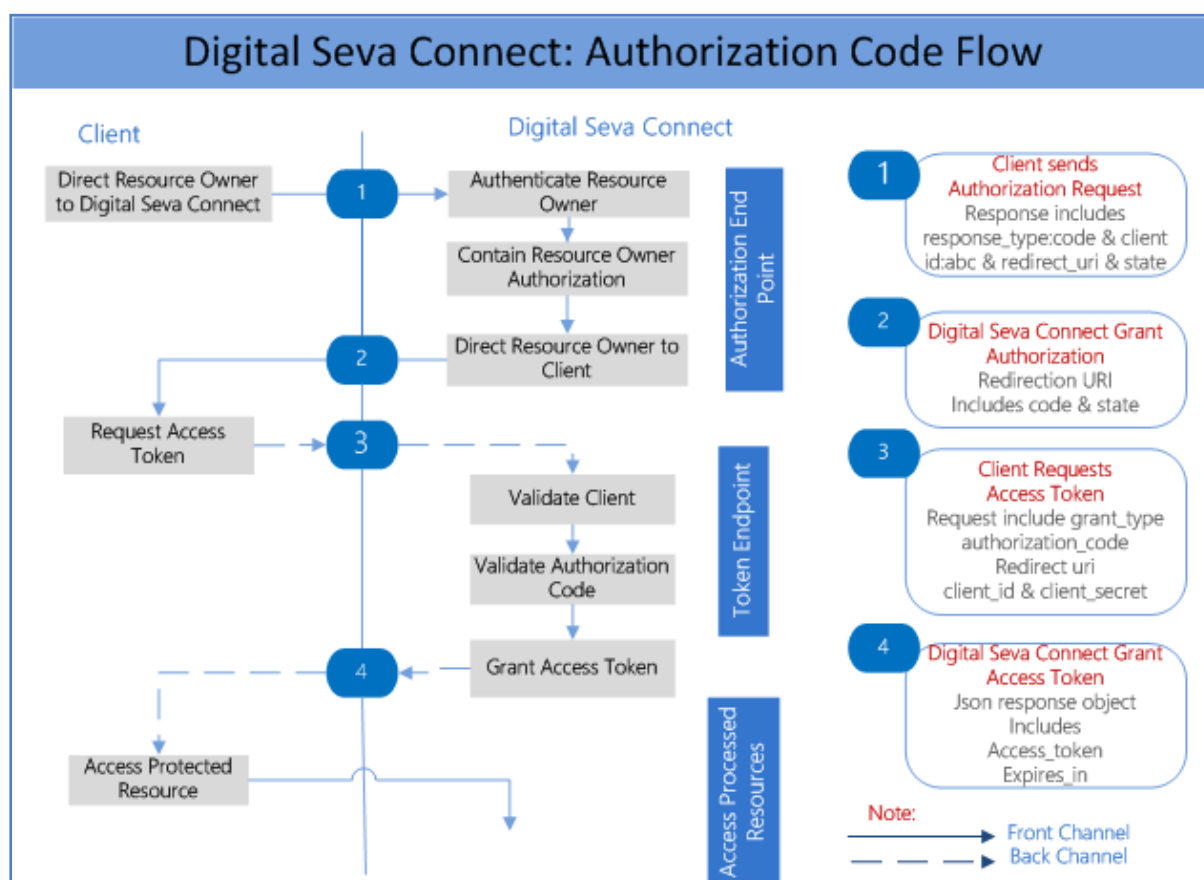 Digital Seva Connect: Authorization Code Flow
Client
Digital Seva Connect
Direct Resource Owner
to Digital Seva Connect
1
Authenticate Resource
Owner
Contain Resource Owner
Authorization
2
Direct Resource Owner to
Client
Authorization End
Point
Request Access
Token
3
Validate Client
Validate Authorization
Code
Token Endpoint
4
Grant Access Token
Access Protected
Resource
Access Processed
Resources
1
Client sends
Authorization Request
Response includes
response_type:code & client
id:abc & redirect_uri & state
2
Digital Seva Connect Grant
Authorization
Redirection URI
Includes code & state
3
Client Requests
Access Token
Request include grant_type
authorization_code
Redirect uri
client_id & client_secret
4
Digital Seva Connect Grant
Access Token
Json response object
Includes
Access_token
Expires_in
Note:
Front Channel
Back Channel